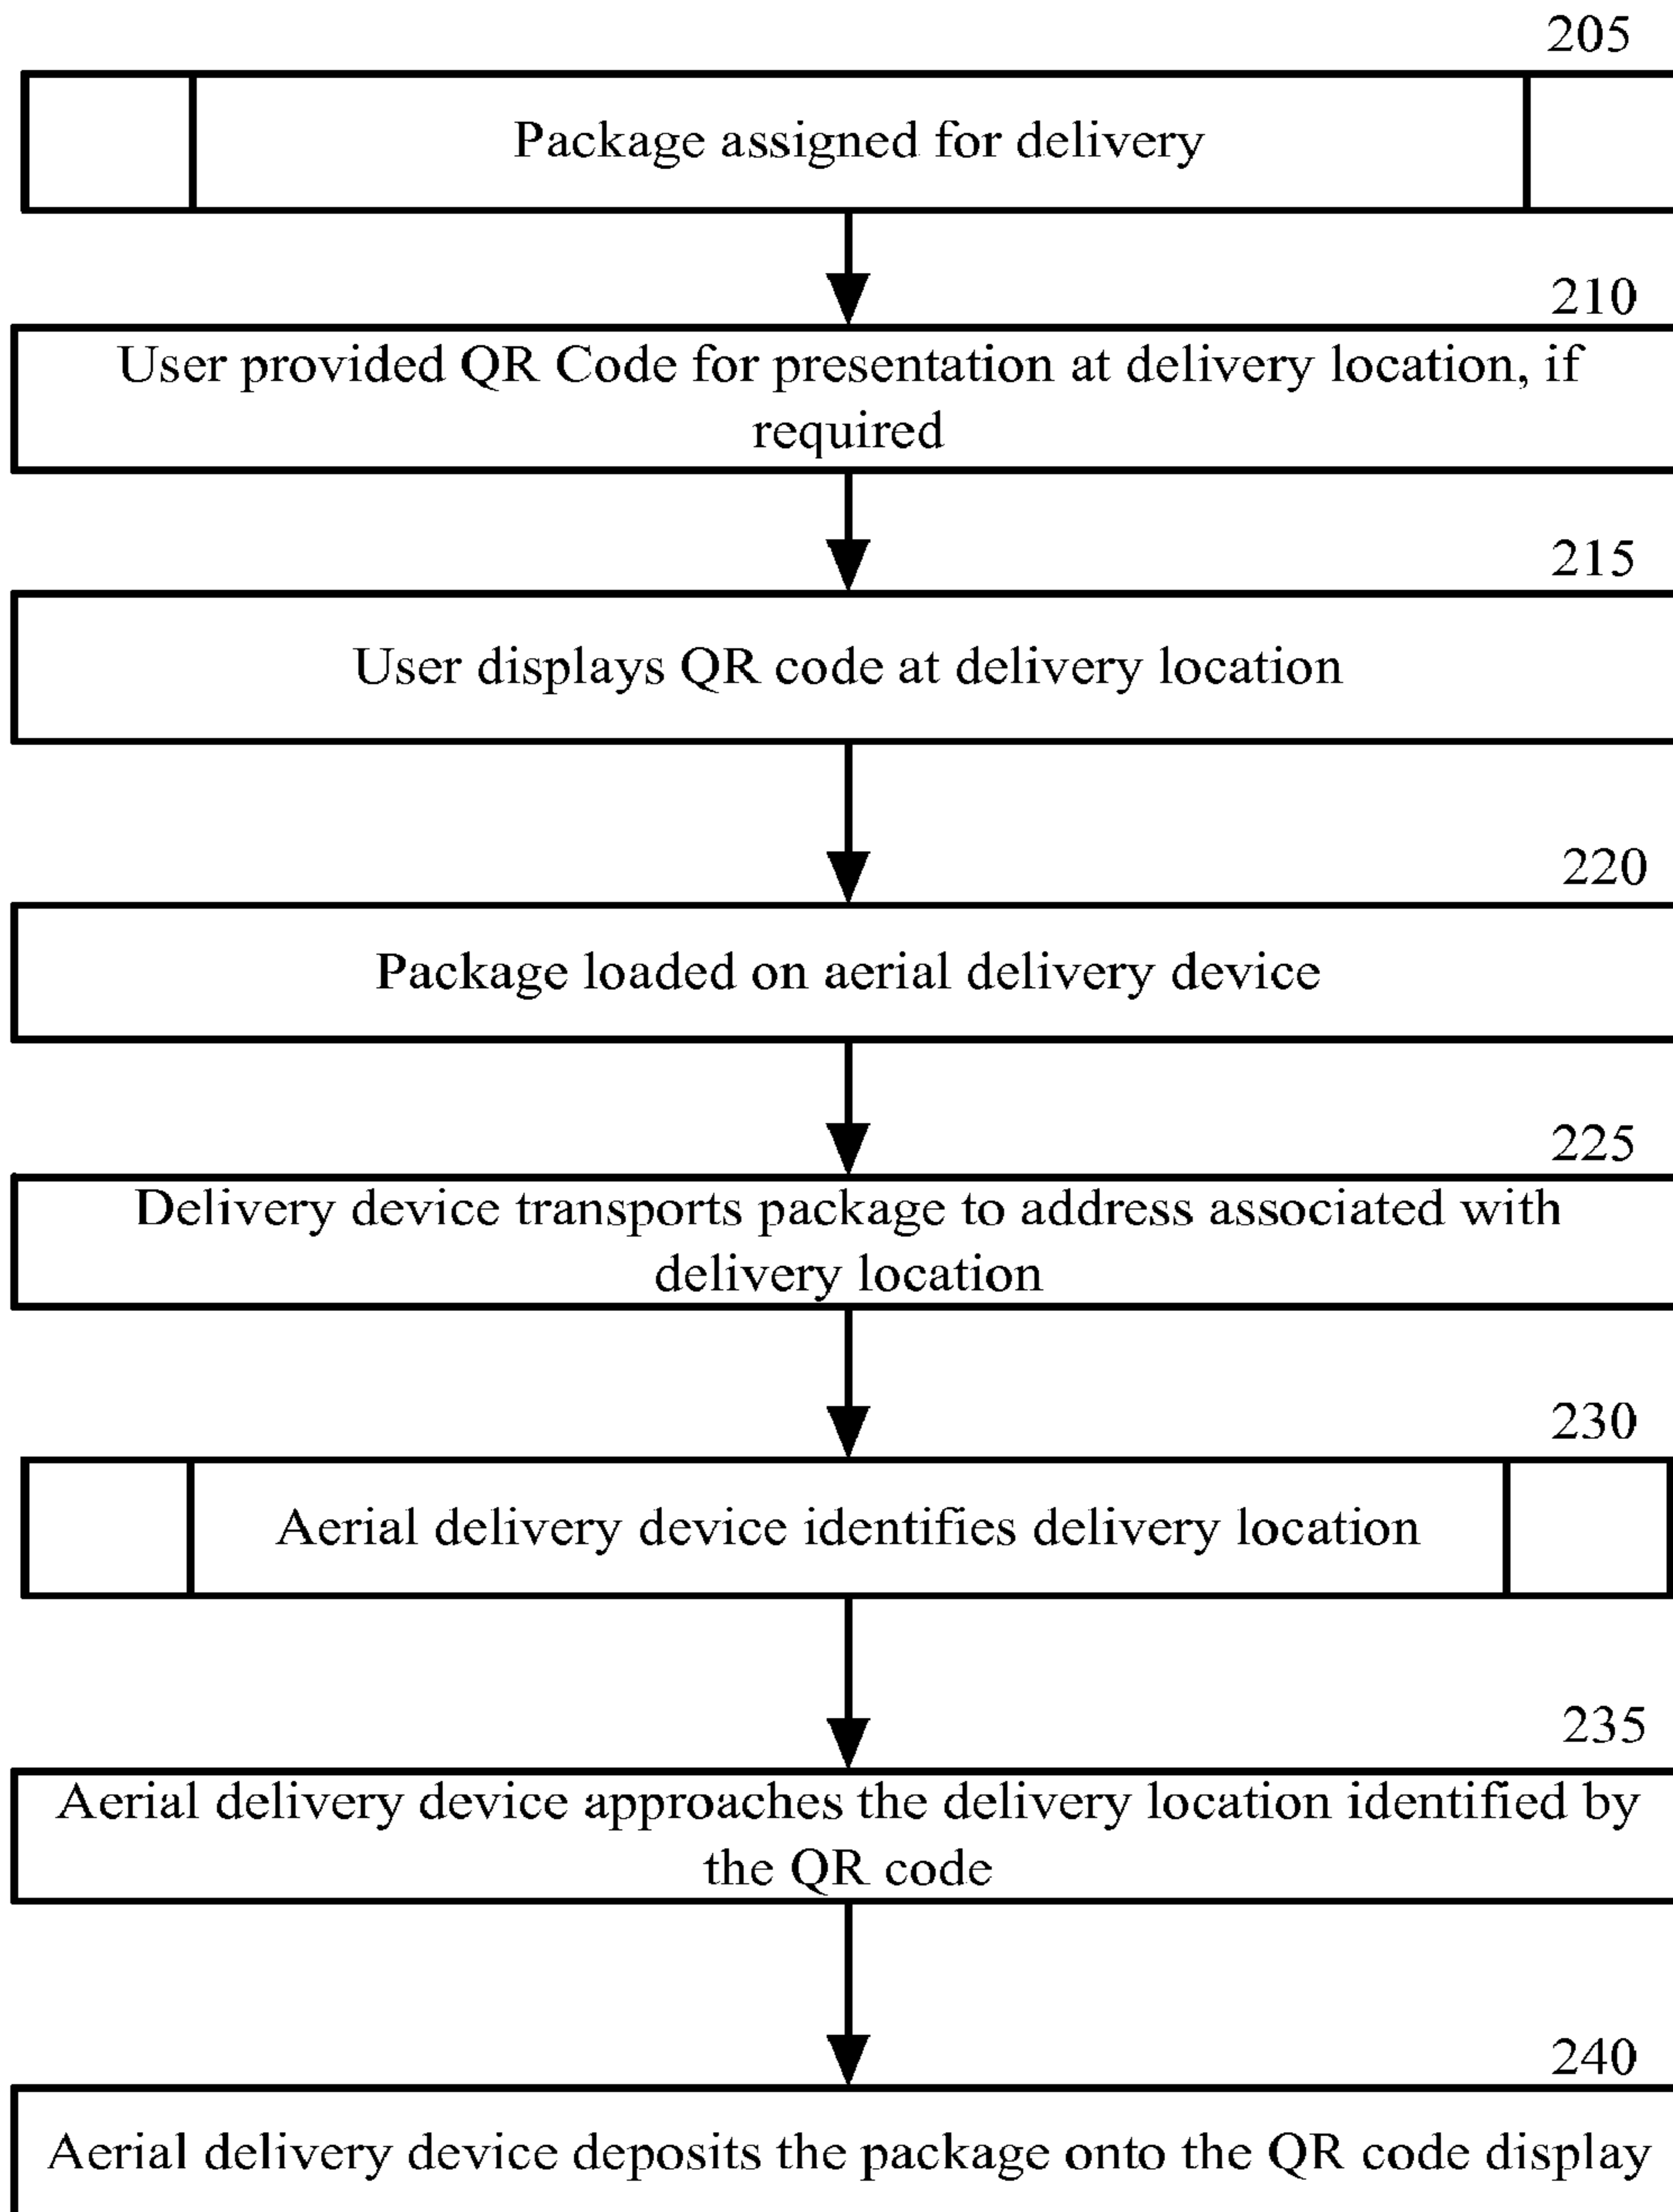 205
Package assigned for delivery
210
User provided QR Code for presentation at delivery location, if
required
215
User displays QR code at delivery location
220
Package loaded on aerial delivery device
225
Delivery device transports package to address associated with
delivery location
230
Aerial delivery device identifies delivery location
235
Aerial delivery device approaches the delivery location identified by
the QR code
240
Aerial delivery device deposits the package onto the QR code display